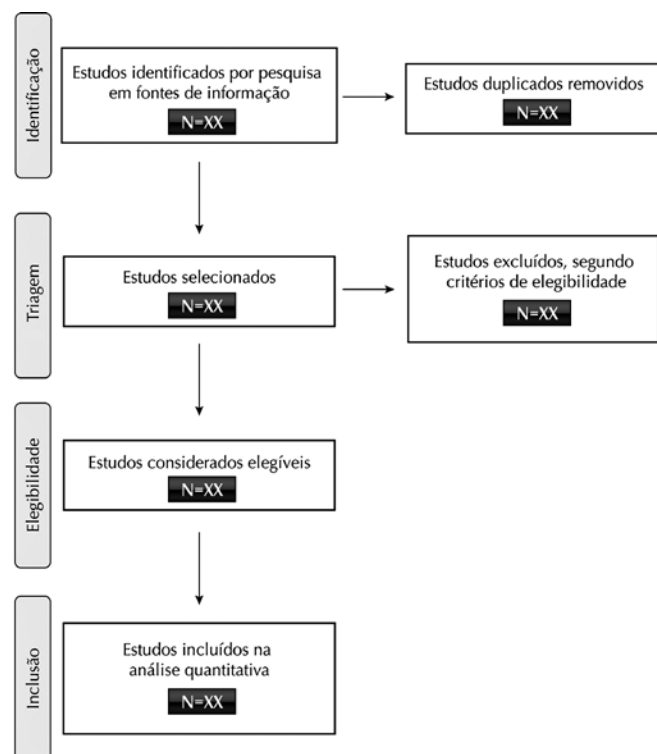 Identificação
Estudos identificados por pesquisa
em fontes de informação
N=XX
Estudos duplicados removidos
N=XX
Triagem
Estudos selecionados
N=XX
Estudos excluídos, segundo
critérios de elegibilidade
N=XX
Elegibilidade
Estudos considerados elegíveis
N=XX
Inclusão
Estudos incluídos na
análise quantitativa
N=XX